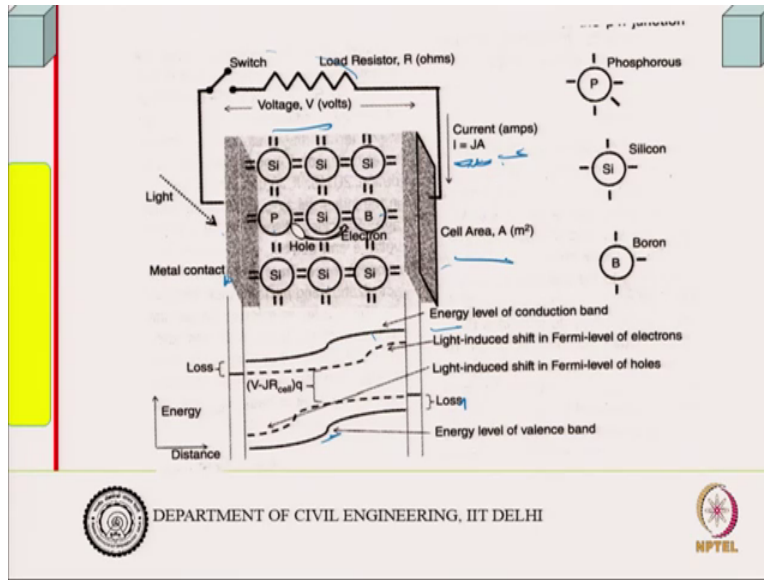 Switch
Load Resistor, R (ohms)
Phosphorous
P
Voltage, V (volts)
Current (amps)
I = JA
Silicon
Si
Si Si Si
Light
P Si B
Electron
Hole
Cell Area, A (m²)
Boron
B
Metal contact
Si Si Si
Energy level of conduction band
Light-induced shift in Fermi-level of electrons
Loss
Light-induced shift in Fermi-level of holes
(V-JRcell)q
Loss
Energy
Energy level of valence band
Distance
DEPARTMENT OF CIVIL ENGINEERING, IIT DELHI
NPTEL